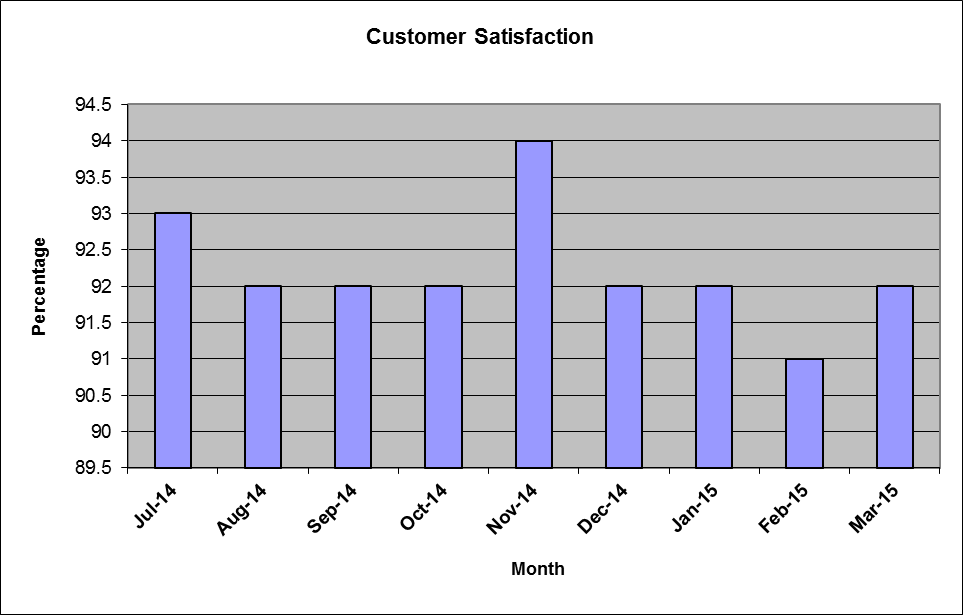 Customer Satisfaction
94.5
94
93.5
93
92.5
92
91.5
91
90.5
90
89.5
Percentage
Jul-14
Aug-14
Sep-14
Oct-14
Nov-14
Dec-14
Jan-15
Feb-15
Mar-15
Month